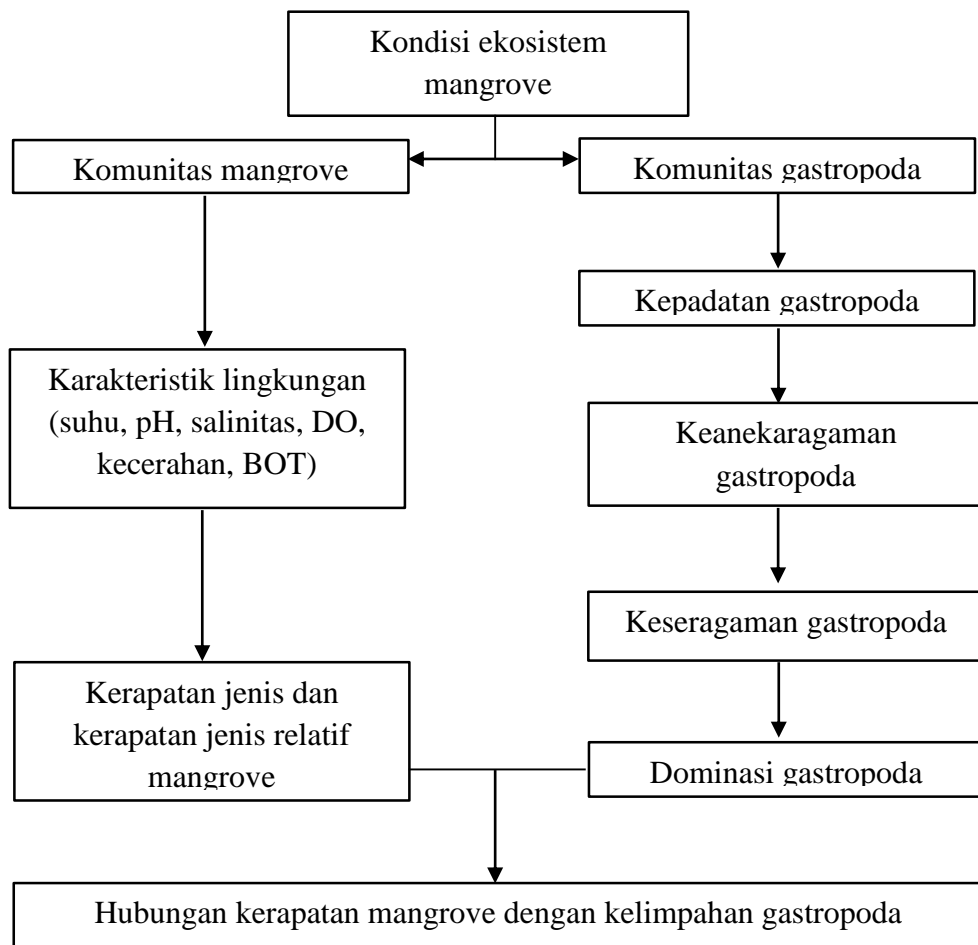 Kondisi ekosistem
mangrove
Komunitas mangrove
Komunitas gastropoda
Kepadatan gastropoda
Karakteristik lingkungan
(suhu, pH, salinitas, DO,
kecerahan, BOT)
Keanekaragaman
gastropoda
Keseragaman gastropoda
Kerapatan jenis dan
kerapatan jenis relatif
mangrove
Dominasi gastropoda
Hubungan kerapatan mangrove dengan kelimpahan gastropoda